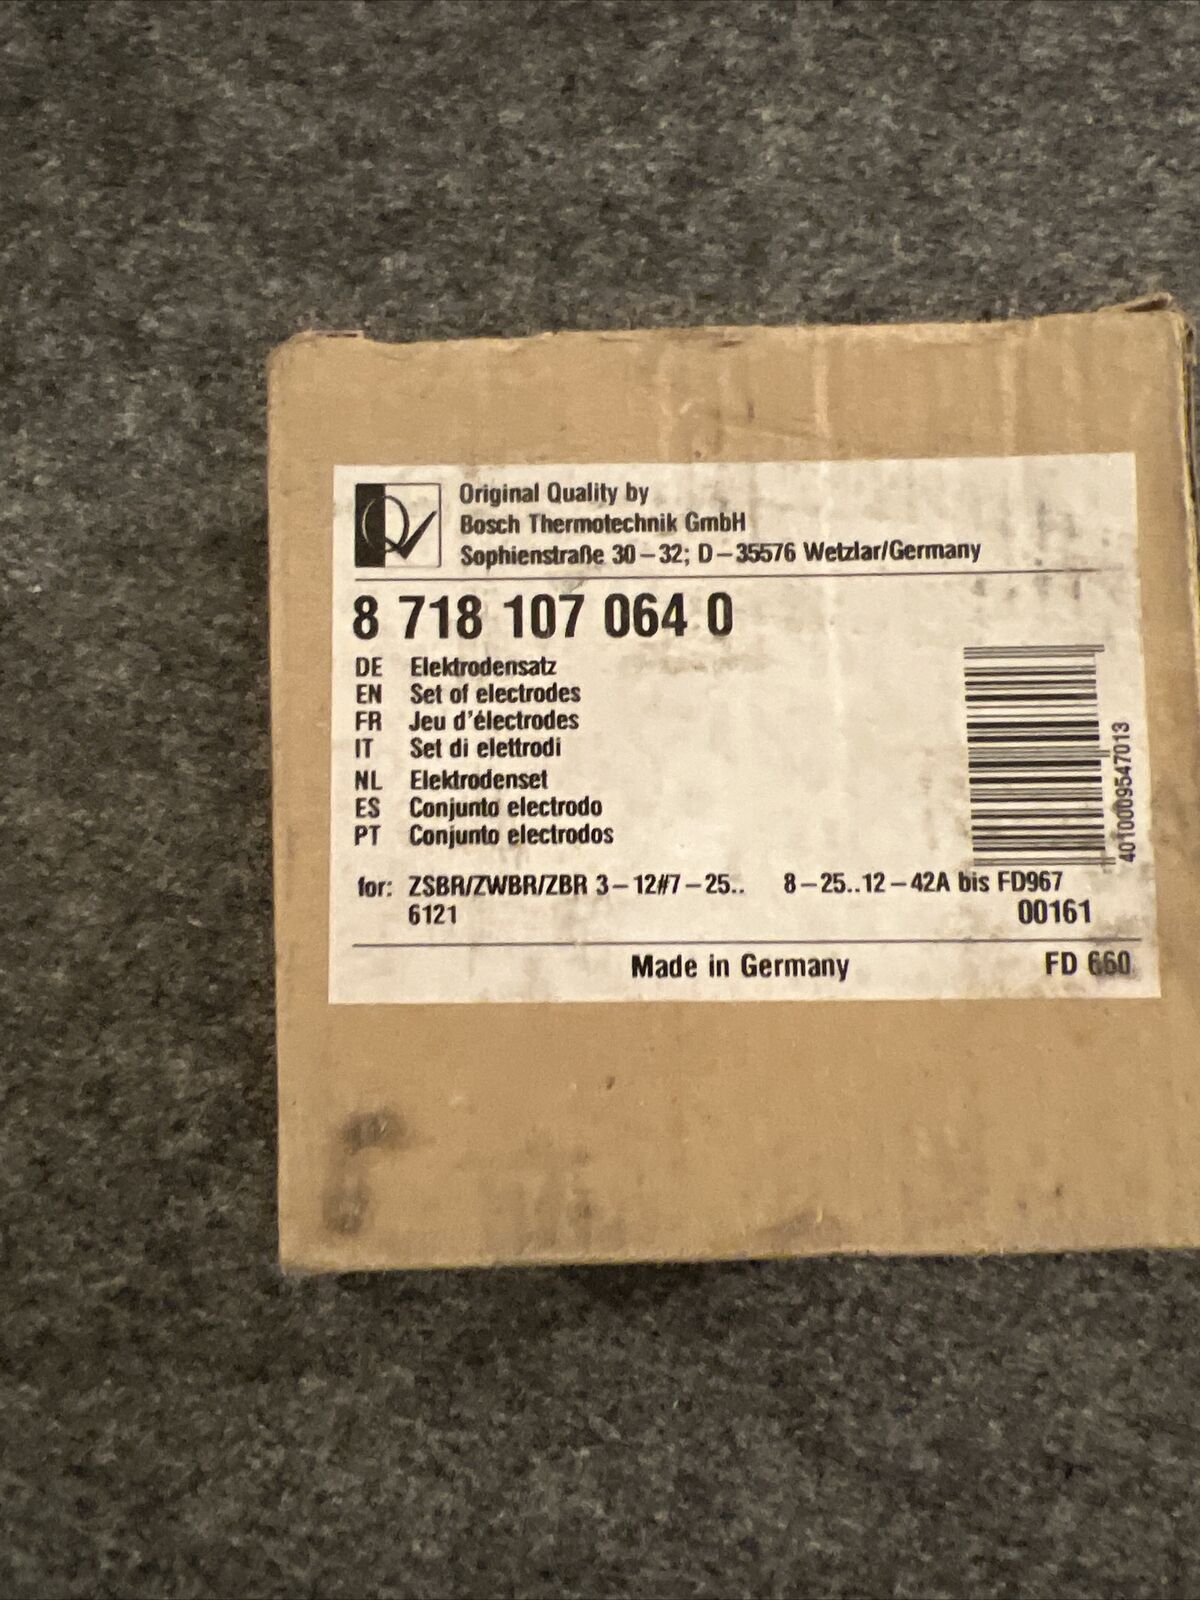 Original Quality by
Bosch Thermotechnik GmbH
Sophienstraße 30–32; D–35576 Wetzlar/Germany
8 718 107 064 0
DE Elektrodensatz
EN Set of electrodes
FR Jeu d'électrodes
IT Set di elettrodi
NL Elektrodenset
ES Conjunto electrodo
PT Conjunto electrodos
4010009547013
for: ZSBR/ZWBR/ZBR 3–12#7–25.. 8–25..12–42A bis FD967
6121 00161
Made in Germany FD 660